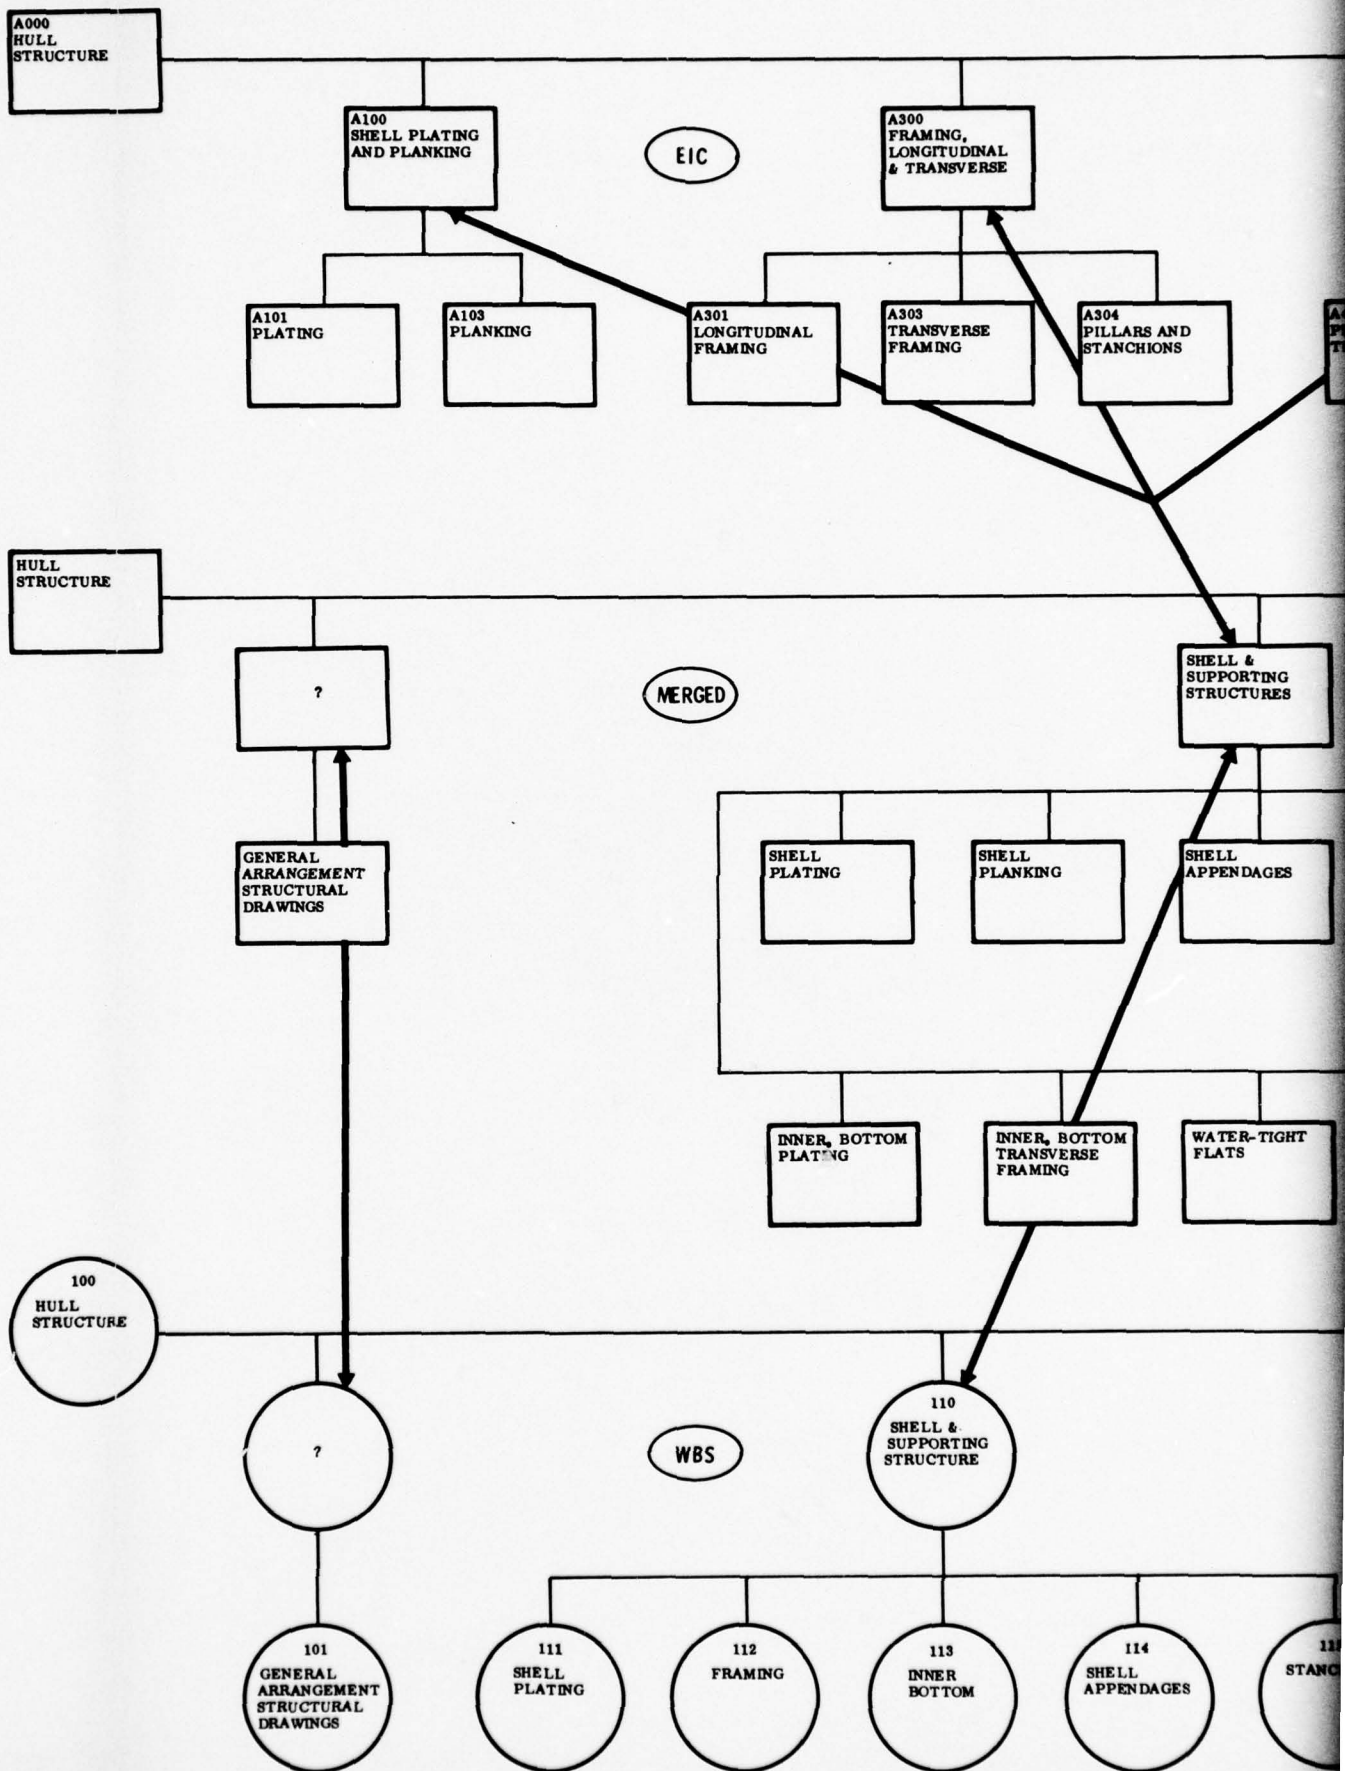 A000
HULL
STRUCTURE
A100
SHELL PLATING
AND PLANKING
EIC
A300
FRAMING,
LONGITUDINAL
& TRANSVERSE
A101
PLATING
A103
PLANKING
A301
LONGITUDINAL
FRAMING
A303
TRANSVERSE
FRAMING
A304
PILLARS AND
STANCHIONS
HULL
STRUCTURE
?
MERGED
SHELL &
SUPPORTING
STRUCTURES
GENERAL
ARRANGEMENT
STRUCTURAL
DRAWINGS
SHELL
PLATING
SHELL
PLANKING
SHELL
APPENDAGES
INNER, BOTTOM
PLATING
INNER, BOTTOM
TRANSVERSE
FRAMING
WATER-TIGHT
FLATS
100
HULL
STRUCTURE
?
WBS
110
SHELL &
SUPPORTING
STRUCTURE
101
GENERAL
ARRANGEMENT
STRUCTURAL
DRAWINGS
111
SHELL
PLATING
112
FRAMING
113
INNER
BOTTOM
114
SHELL
APPENDAGES